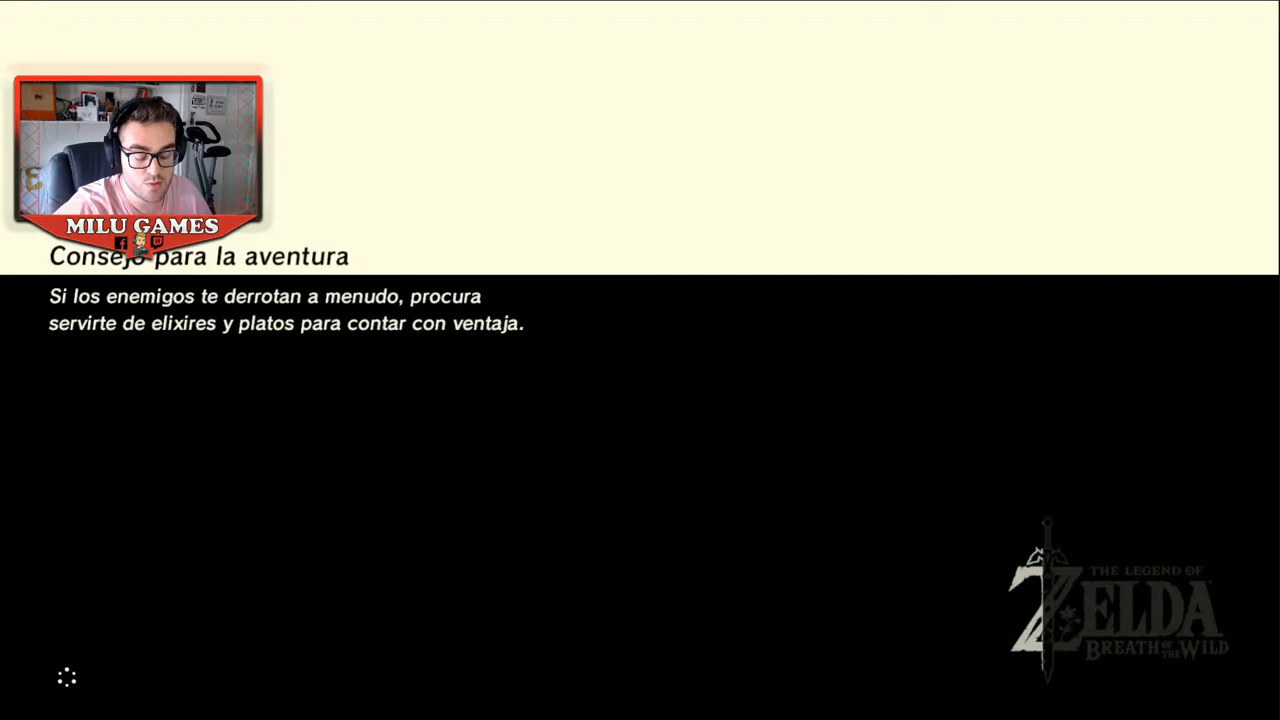 MILU GAMES
Consejo para la aventura
Si los enemigos te derrotan a menudo, procura
servirte de elixires y platos para contar con ventaja.
THE LEGEND OF
ZELDA
BREATH OF THE WILD